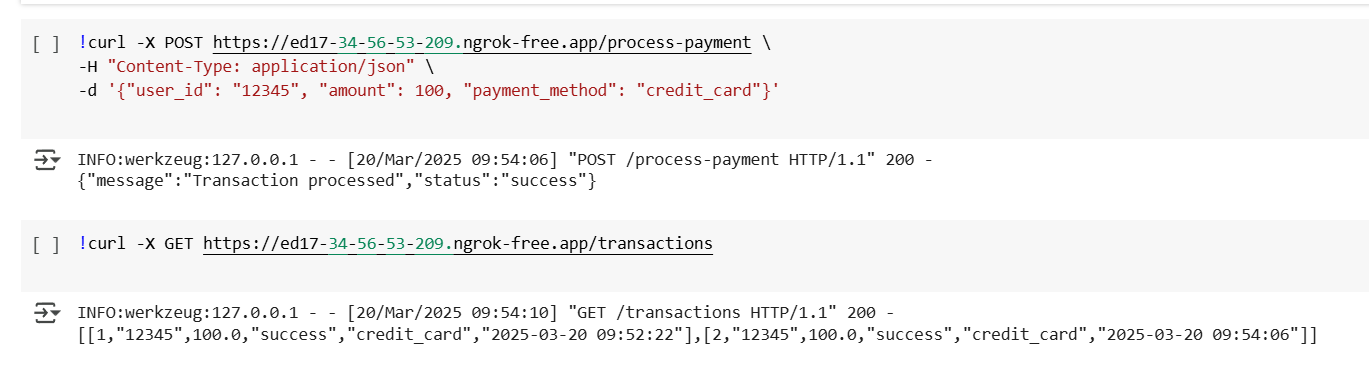 [ ] !curl -X POST https://ed17-34-56-53-209.ngrok-free.app/process-payment \
-H "Content-Type: application/json" \
-d '{"user_id": "12345", "amount": 100, "payment_method": "credit_card"}'
INFO:werkzeug:127.0.0.1 - - [20/Mar/2025 09:54:06] "POST /process-payment HTTP/1.1" 200 -
{"message":"Transaction processed","status":"success"}
[ ] !curl -X GET https://ed17-34-56-53-209.ngrok-free.app/transactions
INFO:werkzeug:127.0.0.1 - - [20/Mar/2025 09:54:10] "GET /transactions HTTP/1.1" 200 -
[[1,"12345",100.0,"success","credit_card","2025-03-20 09:52:22"],[2,"12345",100.0,"success","credit_card","2025-03-20 09:54:06"]]